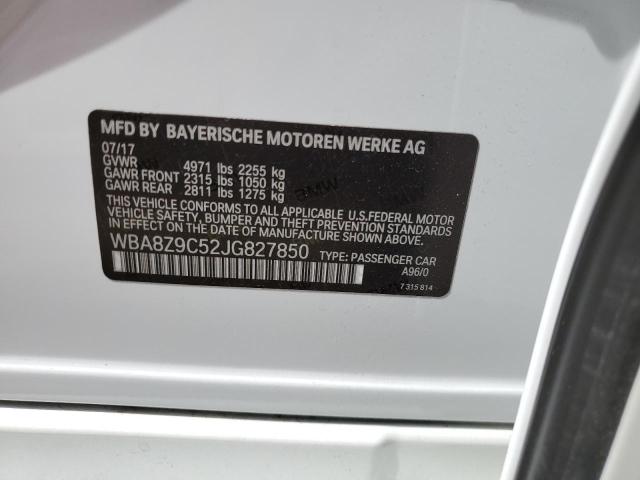 MFD BY BAYERISCHE MOTOREN WERKE AG
07/17
GVWR 4971 lbs 2255 kg
GAWR FRONT 2315 lbs 1050 kg
GAWR REAR 2811 lbs 1275 kg
THIS VEHICLE CONFORMS TO ALL APPLICABLE U.S.FEDERAL MOTOR
VEHICLE SAFETY, BUMPER AND THEFT PREVENTION STANDARDS
IN EFFECT ON THE DATE OF MANUFACTURE SHOWN ABOVE.
WBA8Z9C52JG827850 TYPE: PASSENGER CAR
A96/0
7 315 814